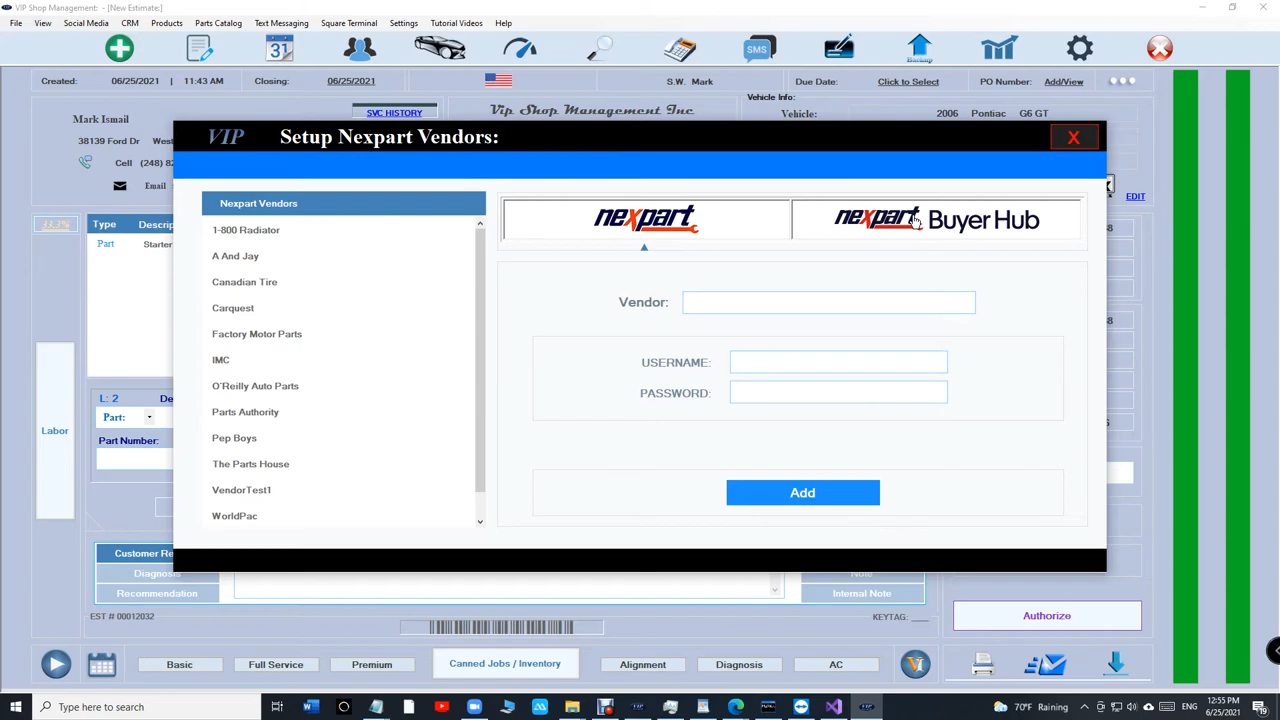 VIP Shop Management: - [New Estimate:]
File View Social Media CRM Products Parts Catalog Text Messaging Square Terminal Settings Tutorial Videos Help
31 SMS Backup
Created: 06/25/2021 | 11:43 AM Closing: 06/25/2021 S.W. Mark Due Date: Click to Select PO Number: Add/View
SVC HISTORY Vip Shop Management Inc Vehicle Info:
Mark Ismail Vehicle: 2006 Pontiac G6 GT
38139 Ford Dr
Cell (248)
Email
EDIT
VIP Setup Nexpart Vendors: X
Nexpart Vendors
1-800 Radiator
A And Jay
Canadian Tire
Carquest
Factory Motor Parts
IMC
O'Reilly Auto Parts
Parts Authority
Pep Boys
The Parts House
VendorTest1
WorldPac
nexpart nexpart Buyer Hub
Vendor:
USERNAME:
PASSWORD:
Add
Type
Part Starter
Labor
L: 2
Part:
Part Number:
Diagnosis
Recommendation
Note
Internal Note
EST # 00012032 KEYTAG: ____
Authorize
Basic Full Service Premium Canned Jobs / Inventory Alignment Diagnosis AC
Type here to search
70°F Raining ENG 12:55 PM
6/25/2021